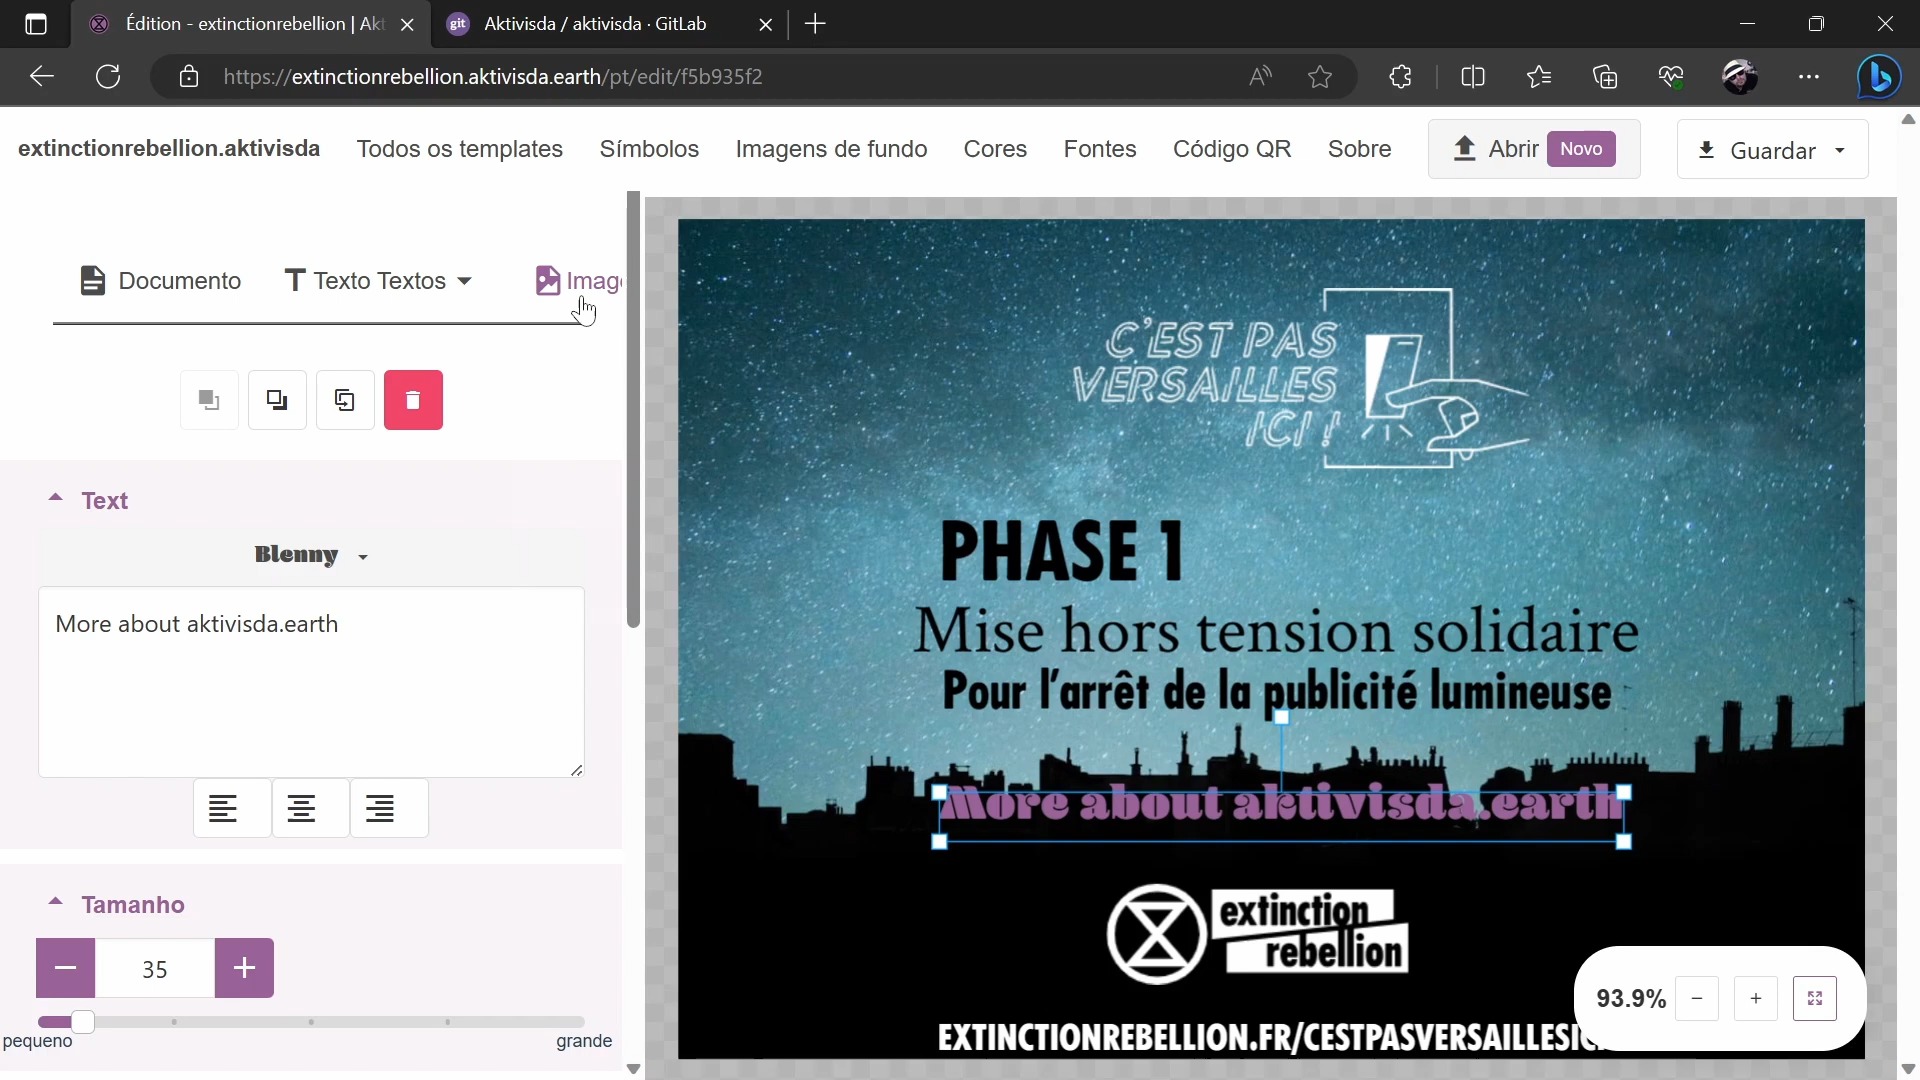 Édition - extinctionrebellion | Akt
Aktivisda / aktivisda · GitLab
https://extinctionrebellion.aktivisda.earth/pt/edit/f5b935f2
extinctionrebellion.aktivisda
Todos os templates
Símbolos
Imagens de fundo
Cores
Fontes
Código QR
Sobre
Abrir Novo
Guardar
Documento
Texto Textos
Image
Text
Blenny
More about aktivisda.earth
Tamanho
35
pequeno
grande
C'EST PAS
VERSAILLES
ICI !
PHASE 1
Mise hors tension solidaire
Pour l'arrêt de la publicité lumineuse
More about aktivisda.earth
extinction
rebellion
93.9%
EXTINCTIONREBELLION.FR/CESTPASVERSAILLESIC